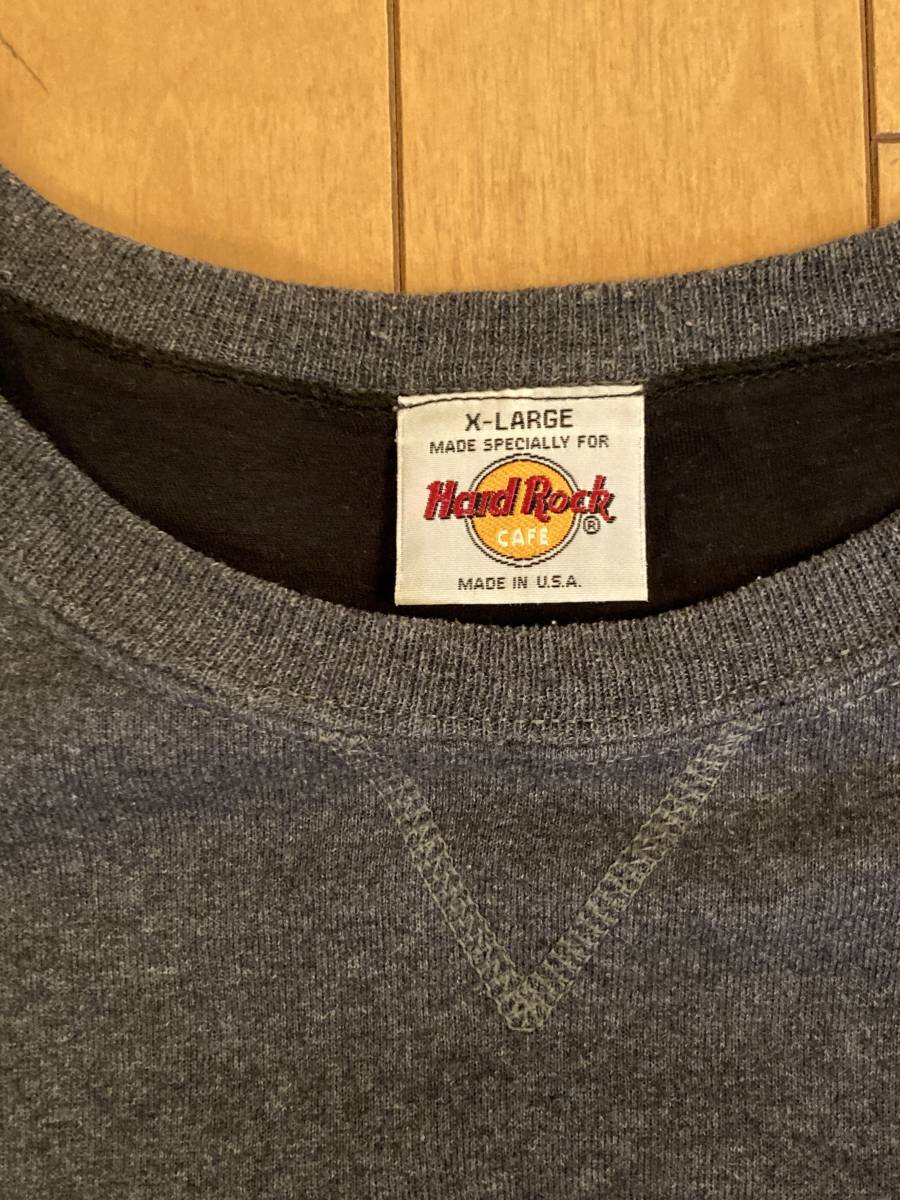 X-LARGE
MADE SPECIALLY FOR
Hard Rock
CAFE
®
MADE IN U.S.A.